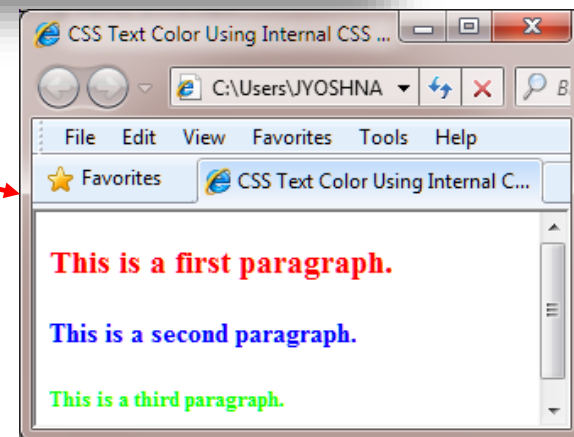 CSS Text Color Using Internal CSS ...
C:\Users\JYOSHNA
B
File Edit View Favorites Tools Help
Favorites
CSS Text Color Using Internal C...
This is a first paragraph.
This is a second paragraph.
This is a third paragraph.